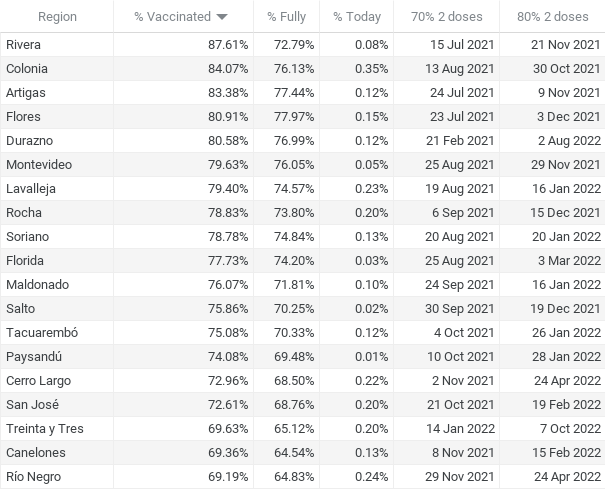 Region % Vaccinated % Fully % Today 70% 2 doses 80% 2 doses
Rivera 87.61% 72.79% 0.08% 15 Jul 2021 21 Nov 2021
Colonia 84.07% 76.13% 0.35% 13 Aug 2021 30 Oct 2021
Artigas 83.38% 77.44% 0.12% 24 Jul 2021 9 Nov 2021
Flores 80.91% 77.97% 0.15% 23 Jul 2021 3 Dec 2021
Durazno 80.58% 76.99% 0.12% 21 Feb 2021 2 Aug 2022
Montevideo 79.63% 76.05% 0.05% 25 Aug 2021 29 Nov 2021
Lavalleja 79.40% 74.57% 0.23% 19 Aug 2021 16 Jan 2022
Rocha 78.83% 73.80% 0.20% 6 Sep 2021 15 Dec 2021
Soriano 78.78% 74.84% 0.13% 20 Aug 2021 20 Jan 2022
Florida 77.73% 74.20% 0.03% 25 Aug 2021 3 Mar 2022
Maldonado 76.07% 71.81% 0.10% 24 Sep 2021 16 Jan 2022
Salto 75.86% 70.25% 0.02% 30 Sep 2021 19 Dec 2021
Tacuarembó 75.08% 70.33% 0.12% 4 Oct 2021 26 Jan 2022
Paysandú 74.08% 69.48% 0.01% 10 Oct 2021 28 Jan 2022
Cerro Largo 72.96% 68.50% 0.22% 2 Nov 2021 24 Apr 2022
San José 72.61% 68.76% 0.20% 21 Oct 2021 19 Feb 2022
Treinta y Tres 69.63% 65.12% 0.20% 14 Jan 2022 7 Oct 2022
Canelones 69.36% 64.54% 0.13% 8 Nov 2021 15 Feb 2022
Río Negro 69.19% 64.83% 0.24% 29 Nov 2021 24 Apr 2022